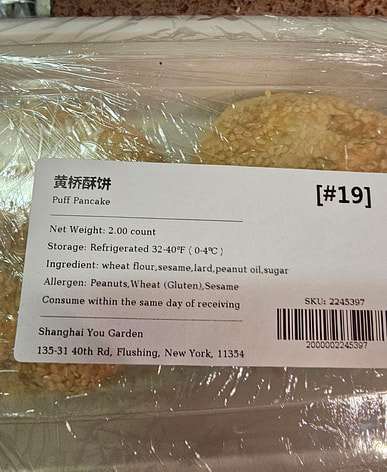 黄桥酥饼
[#19]
Puff Pancake
Net Weight: 2.00 count
Storage: Refrigerated 32-40℉ ( 0-4℃ )
Ingredient: wheat flour,sesame,lard,peanut oil,sugar
Allergen: Peanuts,Wheat (Gluten),Sesame
Consume within the same day of receiving
SKU: 2245397
2000002245397
Shanghai You Garden
135-31 40th Rd, Flushing, New York, 11354